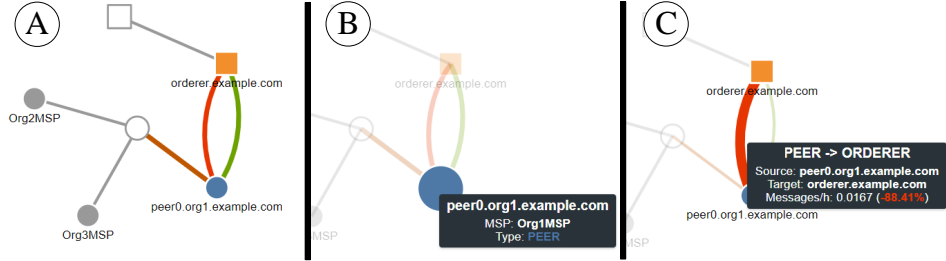 A
orderer.example.com
Org2MSP
peer0.org1.example.com
Org3MSP
B
orderer.example.com
peer0.org1.example.com
MSP: Org1MSP
Type: PEER
MSP
C
orderer.example.com
PEER -> ORDERER
Source: peer0.org1.example.com
Target: orderer.example.com
Messages/h: 0.0167 (-88.41%)
peer0.org1.example.com
MSP